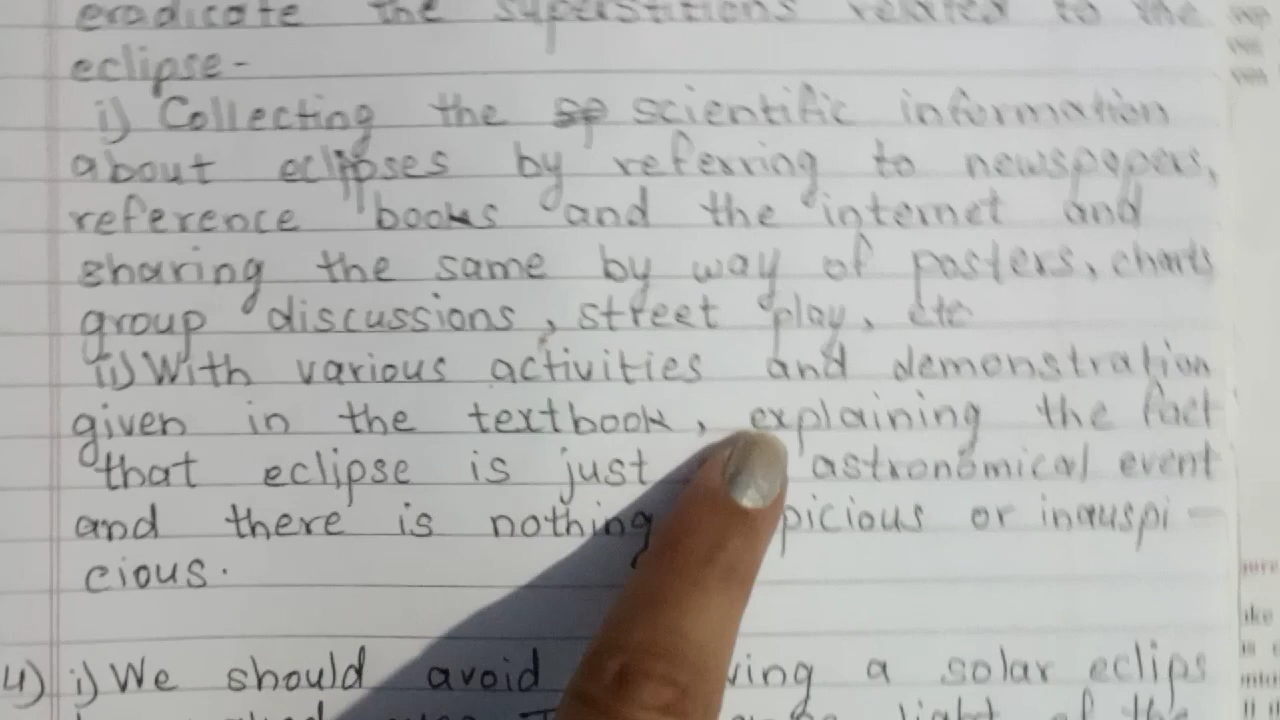 eradicate the superstitions related to the
eclipse-
i) Collecting the sp scientific information
about eclipses by referring to newspapers,
reference books and the internet and
sharing the same by way of posters, charts
group discussions, street play, etc
ii) With various activities and demonstration
given in the textbook, explaining the fact
that eclipse is just astronomical event
and there is nothing picious or inauspi-
cious.
4) i) We should avoid ving a solar eclips
light of the